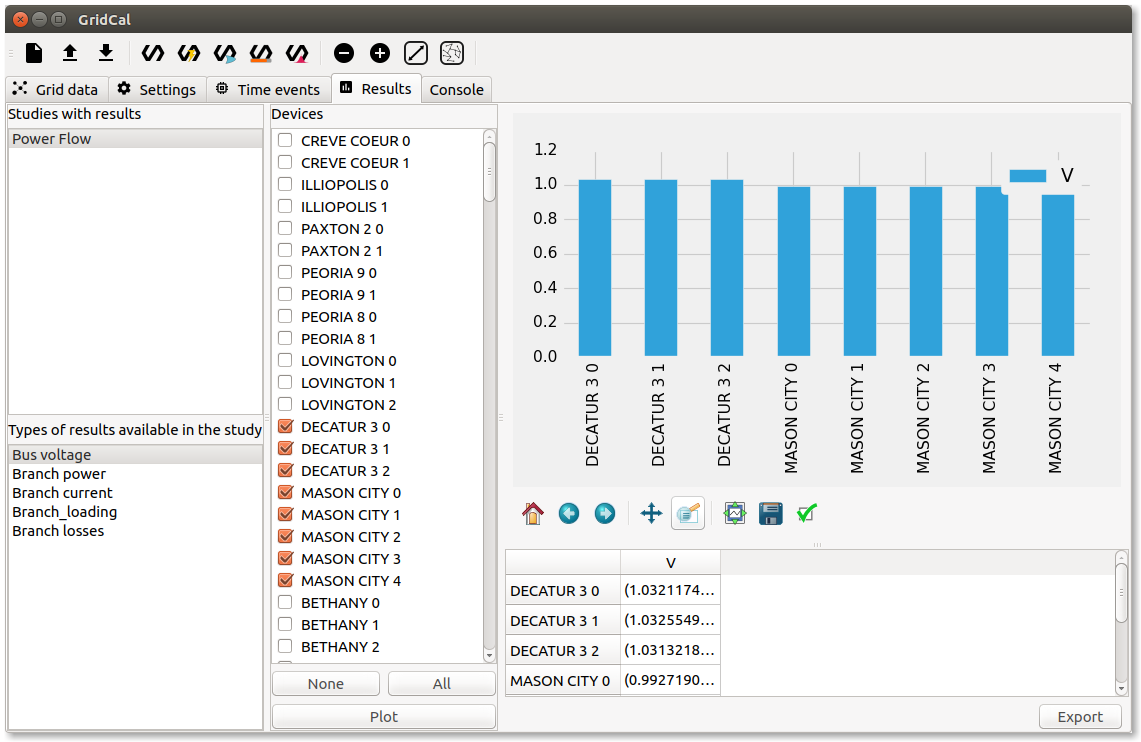 GridCal
Grid data
Settings
Time events
Results
Console
Studies with results
Power Flow
Types of results available in the study
Bus voltage
Branch power
Branch current
Branch_loading
Branch losses
Devices
CREVE COEUR 0
CREVE COEUR 1
ILLIOPOLIS 0
ILLIOPOLIS 1
PAXTON 2 0
PAXTON 2 1
PEORIA 9 0
PEORIA 9 1
PEORIA 8 0
PEORIA 8 1
LOVINGTON 0
LOVINGTON 1
LOVINGTON 2
DECATUR 3 0
DECATUR 3 1
DECATUR 3 2
MASON CITY 0
MASON CITY 1
MASON CITY 2
MASON CITY 3
MASON CITY 4
BETHANY 0
BETHANY 1
BETHANY 2
None
All
Plot
1.2
1.0
0.8
0.6
0.4
0.2
0.0
V
DECATUR 3 0
DECATUR 3 1
DECATUR 3 2
MASON CITY 0
MASON CITY 1
MASON CITY 2
MASON CITY 3
MASON CITY 4
V
DECATUR 3 0 (1.0321174...
DECATUR 3 1 (1.0325549...
DECATUR 3 2 (1.0313218...
MASON CITY 0 (0.9927190...
Export